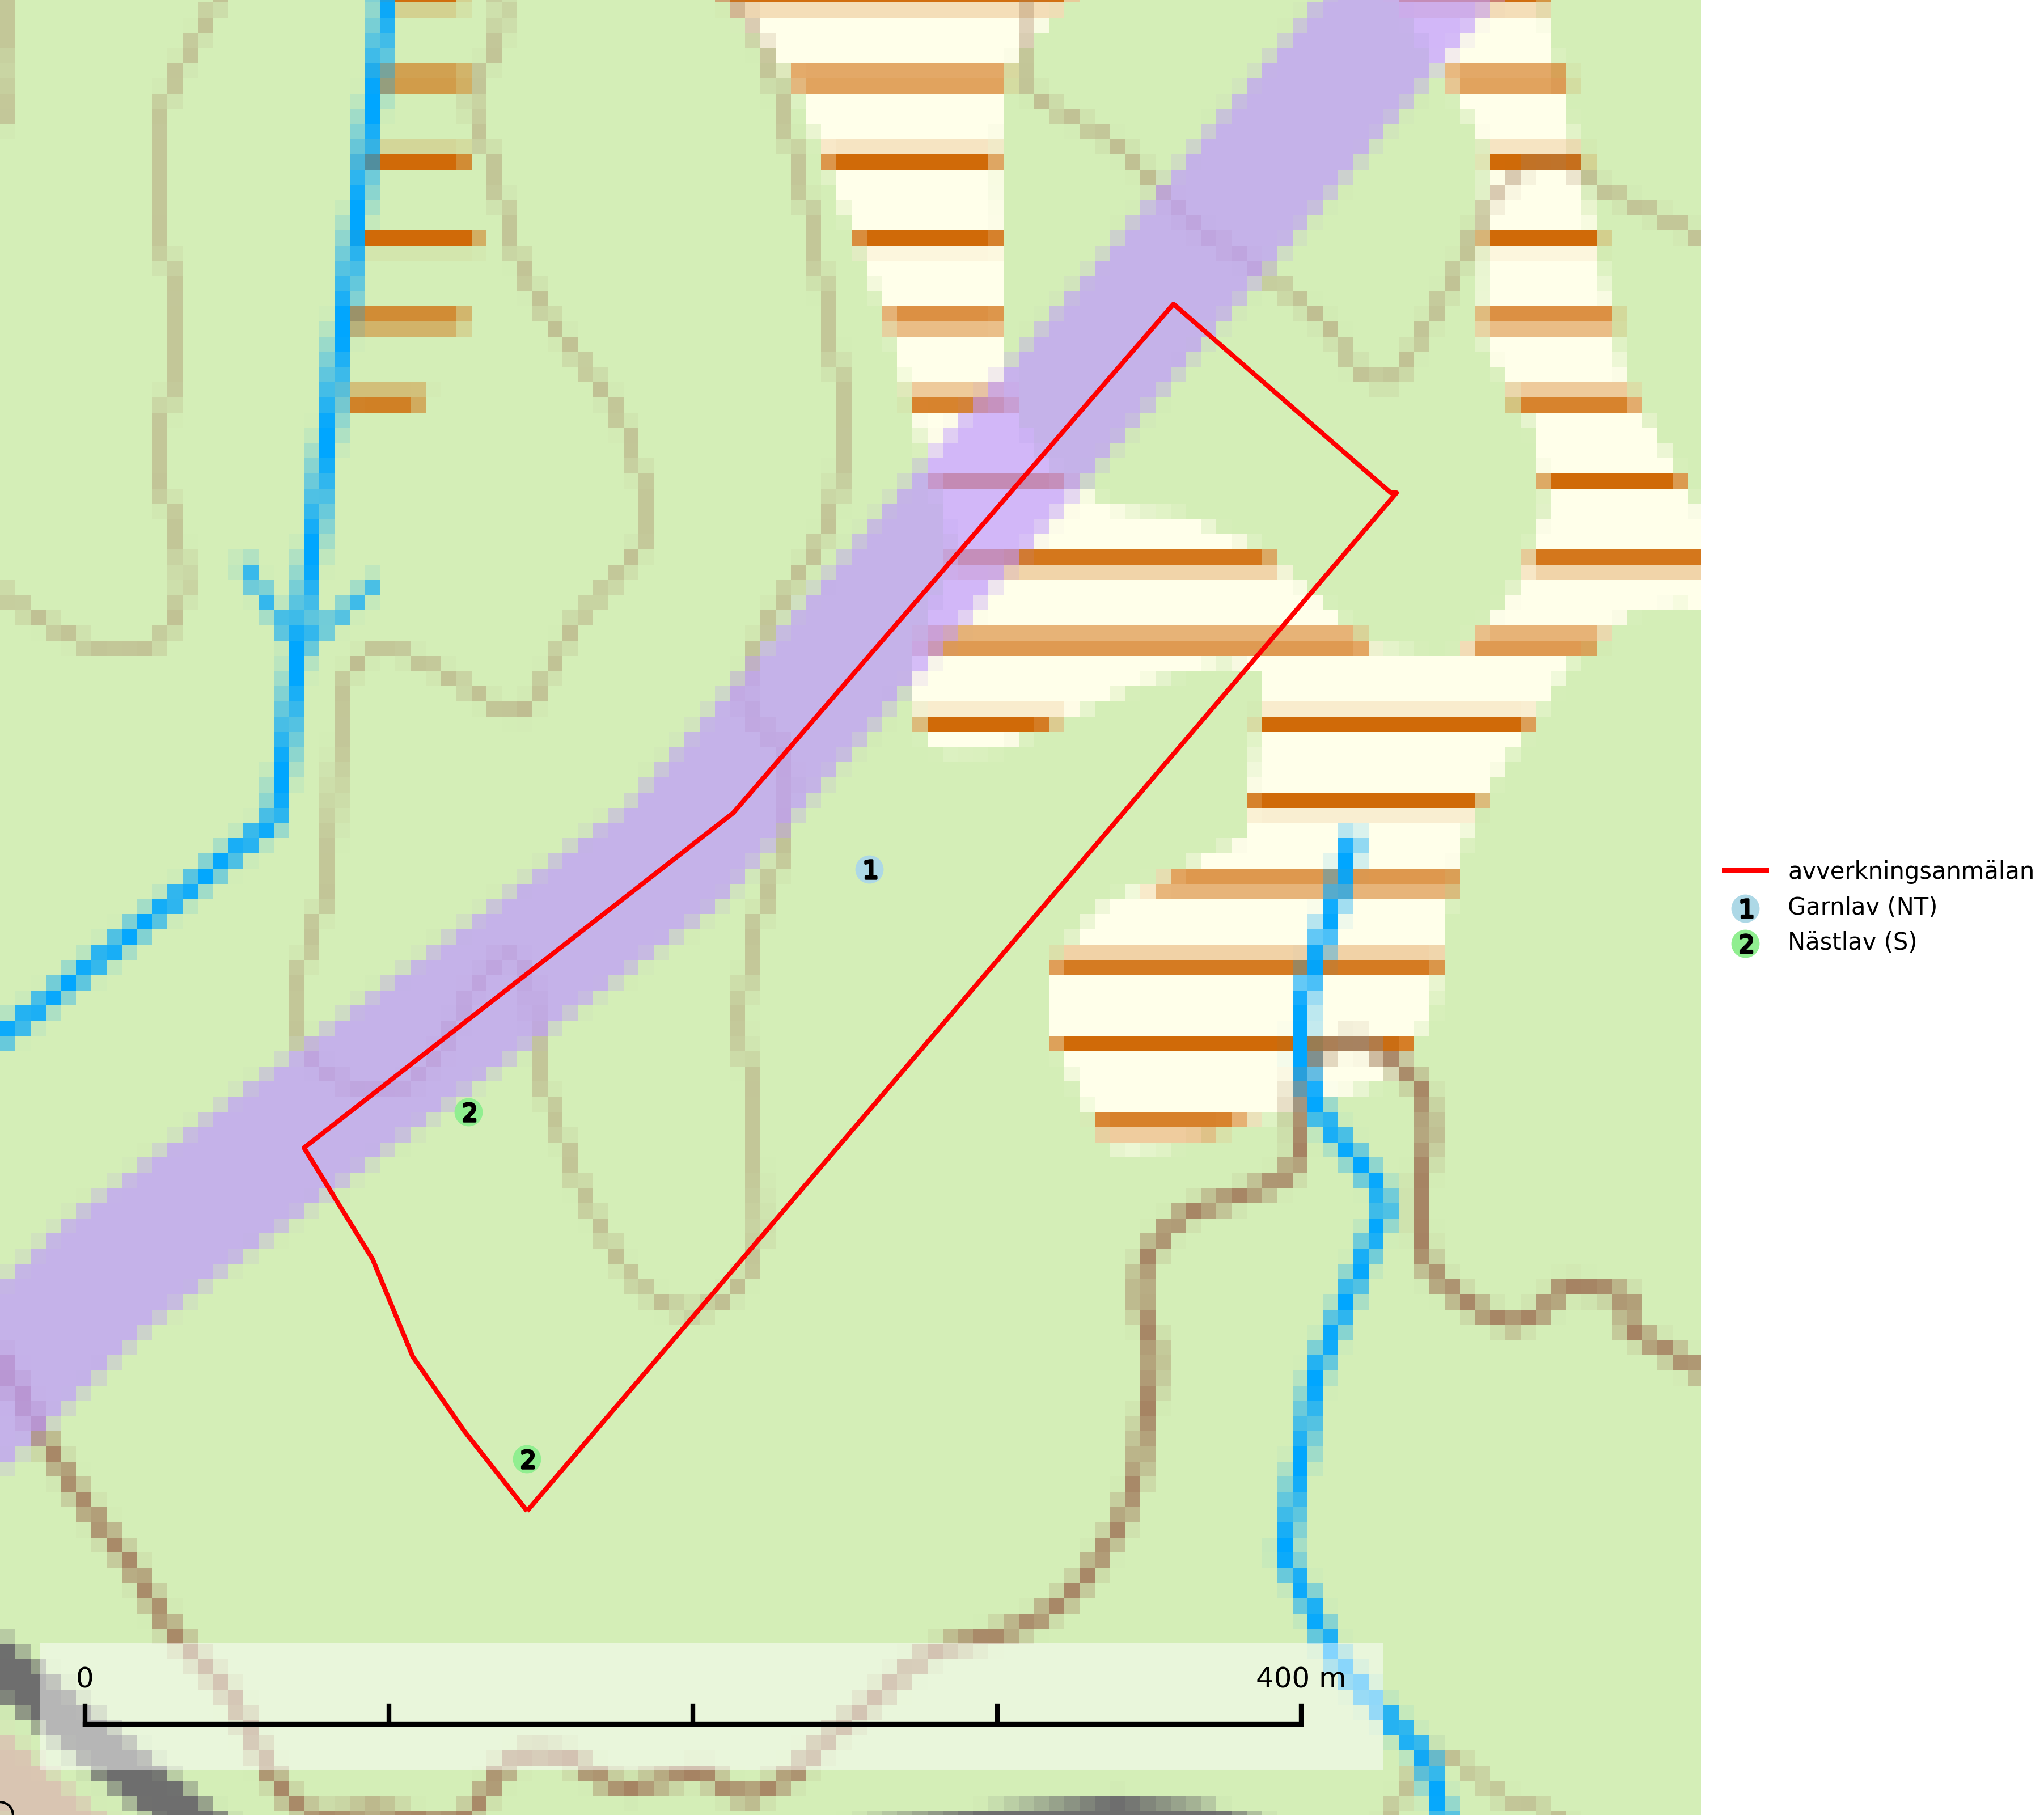 1
2
2
avverkningsanmälan
1 Garnlav (NT)
2 Nästlav (S)
0 400 m